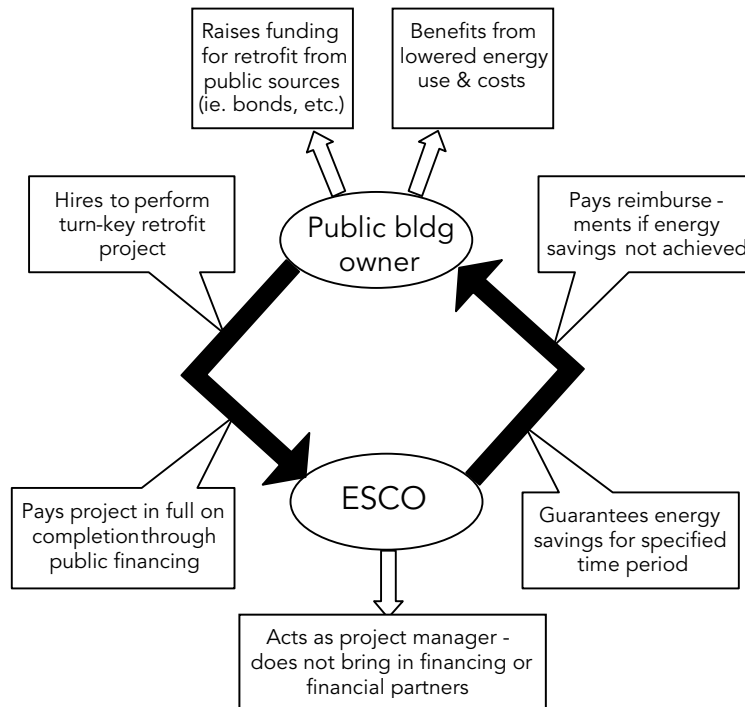 Raises funding
for retrofit from
public sources
(ie. bonds, etc.)
Benefits from
lowered energy
use & costs
Hires to perform
turn-key retrofit
project
Public bldg
owner
Pays reimburse -
ments if energy
savings not achieved
Pays project in full on
completionthrough
public financing
ESCO
Guarantees energy
savings for specified
time period
Acts as project manager -
does not bring in financing or
financial partners